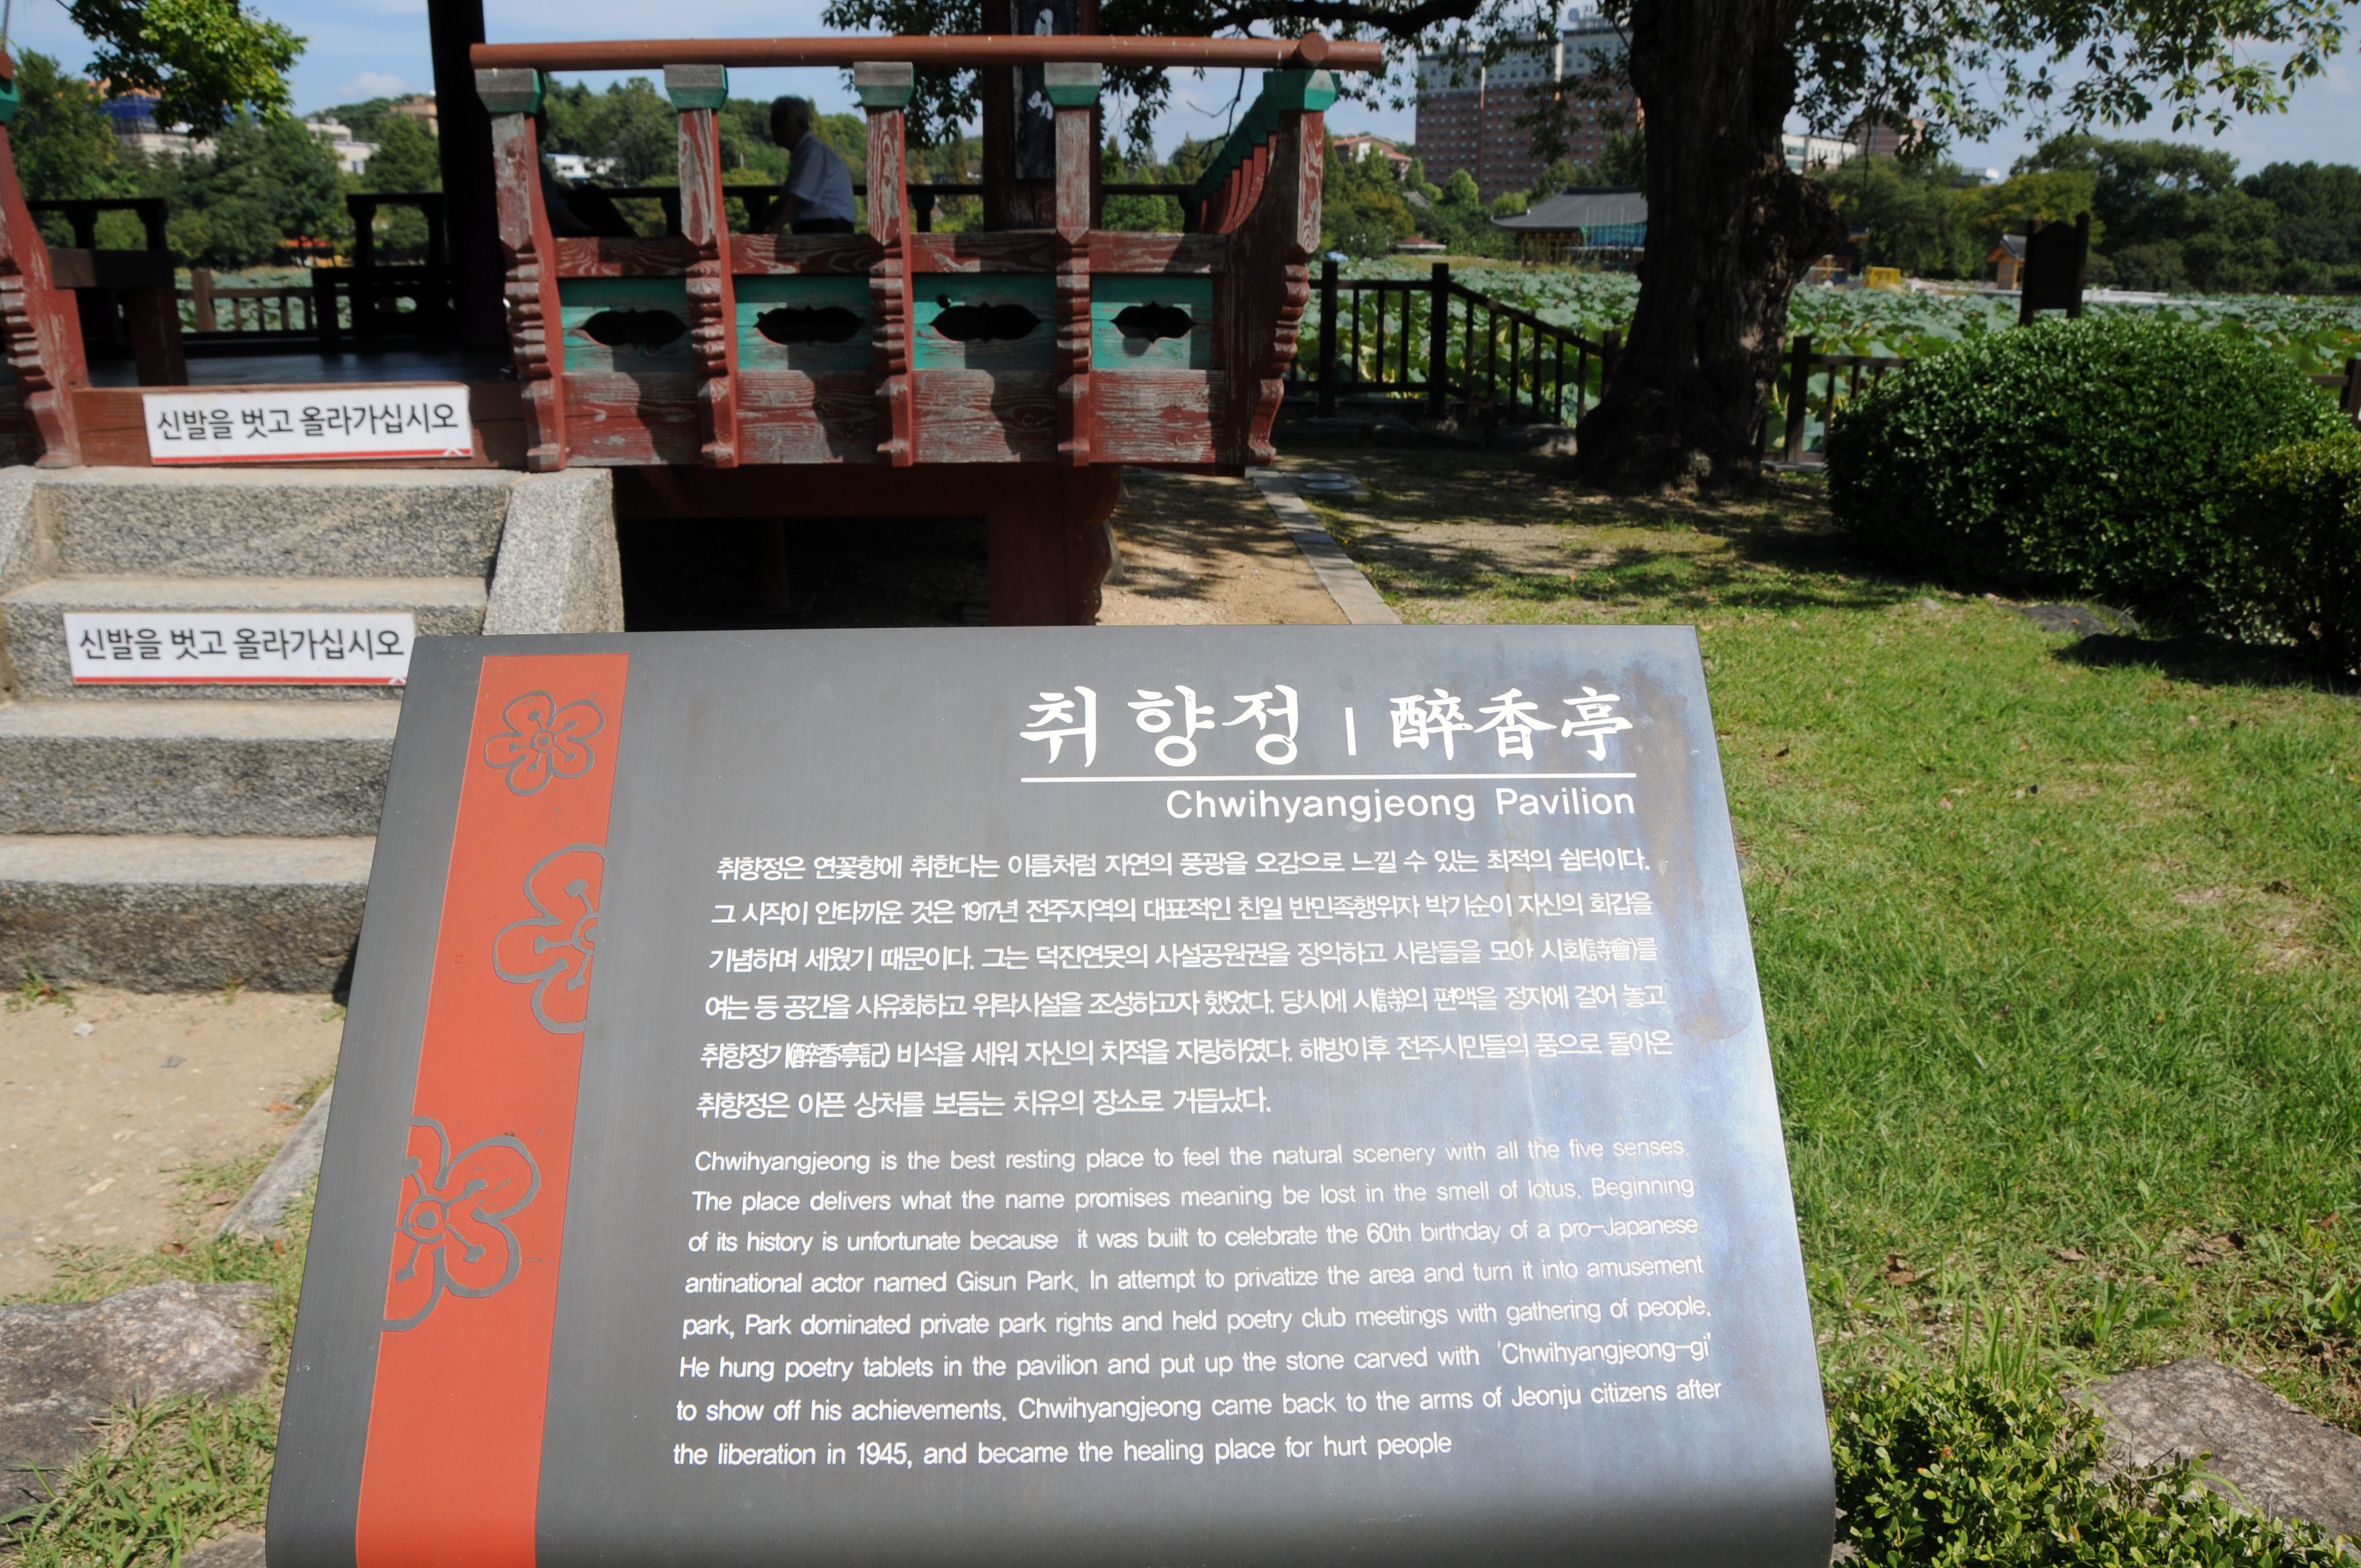 신발을 벗고 올라가십시오
신발을 벗고 올라가십시오
취향정 | 醉香亭
Chwihyangjeong Pavilion
취향정은 연꽃향에 취한다는 이름처럼 자연의 풍광을 오감으로 느낄 수 있는 최적의 쉼터이다.
그 시작이 안타까운 것은 1917년 전주지역의 대표적인 친일 반민족행위자 박기순이 자신의 회갑을
기념하며 세웠기 때문이다. 그는 덕진연못의 사설공원권을 장악하고 사람들을 모아 시회(詩會)를
여는 등 공간을 사유화하고 위락시설을 조성하고자 했었다. 당시에 시(詩)의 편액을 정자에 걸어 놓고
취향정기(醉香亭記) 비석을 세워 자신의 치적을 자랑하였다. 해방이후 전주시민들의 품으로 돌아온
취향정은 아픈 상처를 보듬는 치유의 장소로 거듭났다.
Chwihyangjeong is the best resting place to feel the natural scenery with all the five senses.
The place delivers what the name promises meaning be lost in the smell of lotus. Beginning
of its history is unfortunate because it was built to celebrate the 60th birthday of a pro-Japanese
antinational actor named Gisun Park. In attempt to privatize the area and turn it into amusement
park, Park dominated private park rights and held poetry club meetings with gathering of people.
He hung poetry tablets in the pavilion and put up the stone carved with 'Chwihyangjeong-gi'
to show off his achievements. Chwihyangjeong came back to the arms of Jeonju citizens after
the liberation in 1945, and became the healing place for hurt people